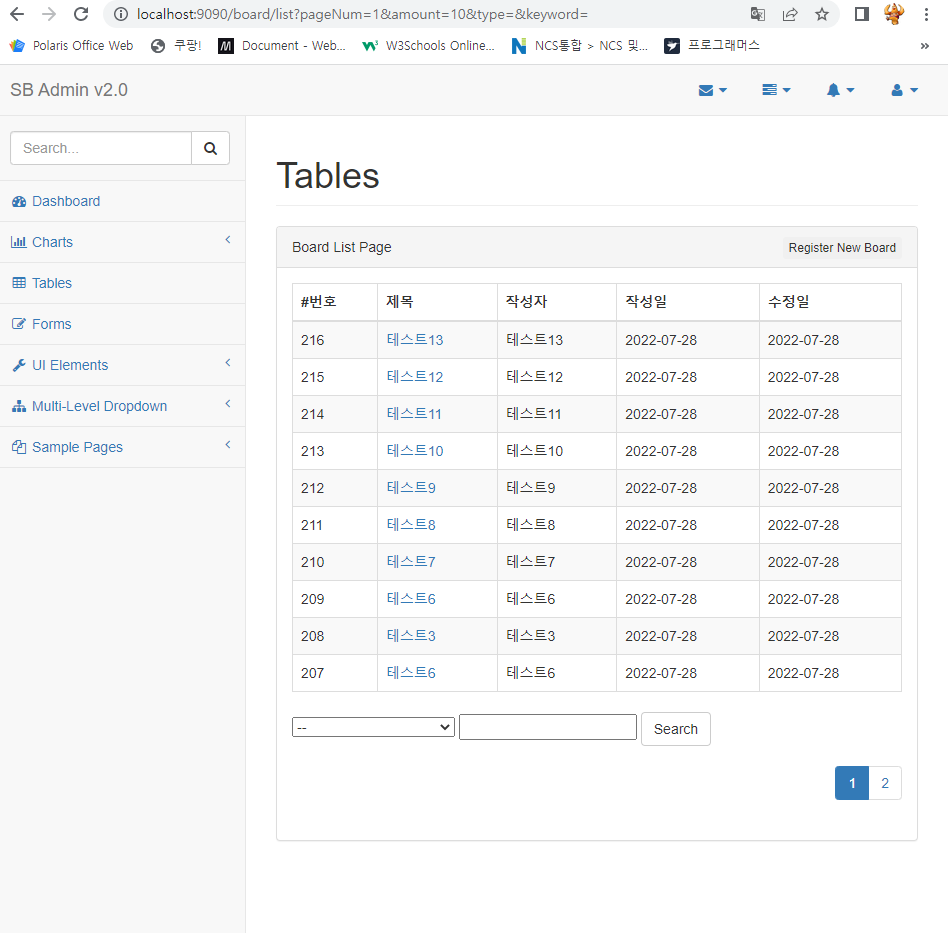 localhost:9090/board/list?pageNum=1&amount=10&type=&keyword=
Polaris Office Web 쿠팡! Document - Web... W3Schools Online... NCS통합 > NCS 및... 프로그래머스 »
SB Admin v2.0
Search...
Dashboard
Charts
Tables
Forms
UI Elements
Multi-Level Dropdown
Sample Pages
Tables
Board List Page Register New Board
#번호 제목 작성자 작성일 수정일
216 테스트13 테스트13 2022-07-28 2022-07-28
215 테스트12 테스트12 2022-07-28 2022-07-28
214 테스트11 테스트11 2022-07-28 2022-07-28
213 테스트10 테스트10 2022-07-28 2022-07-28
212 테스트9 테스트9 2022-07-28 2022-07-28
211 테스트8 테스트8 2022-07-28 2022-07-28
210 테스트7 테스트7 2022-07-28 2022-07-28
209 테스트6 테스트6 2022-07-28 2022-07-28
208 테스트3 테스트3 2022-07-28 2022-07-28
207 테스트6 테스트6 2022-07-28 2022-07-28
-- Search
1 2